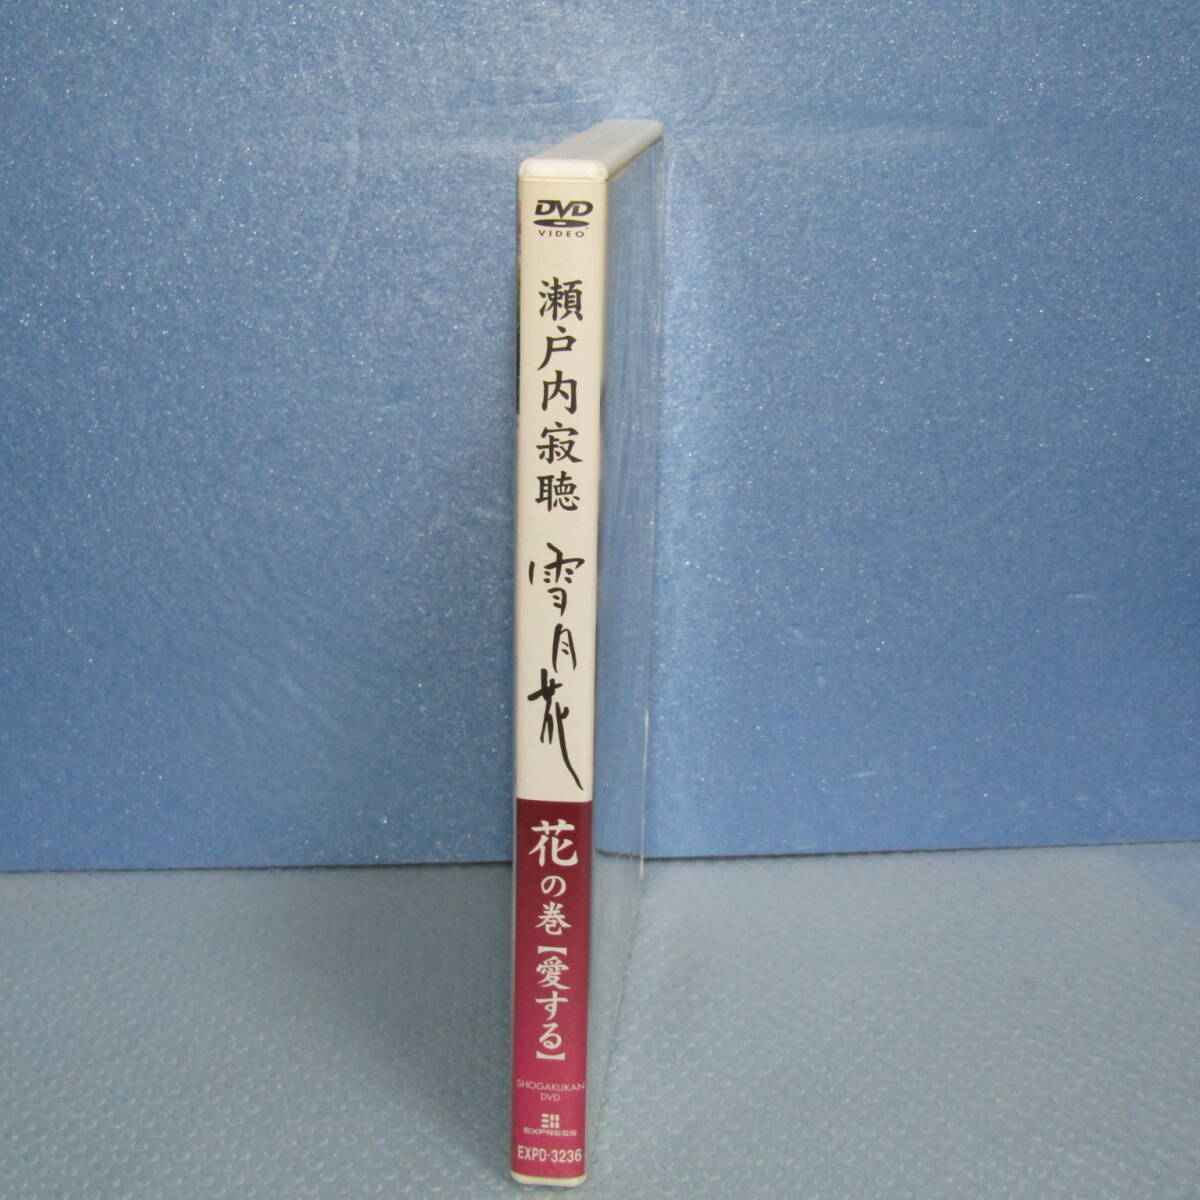 DVD
VIDEO
瀬戸内寂聴 雪月花
花の巻【愛する】
SHOGAKUKAN
DVD
EXPRESS
EXPD-3236